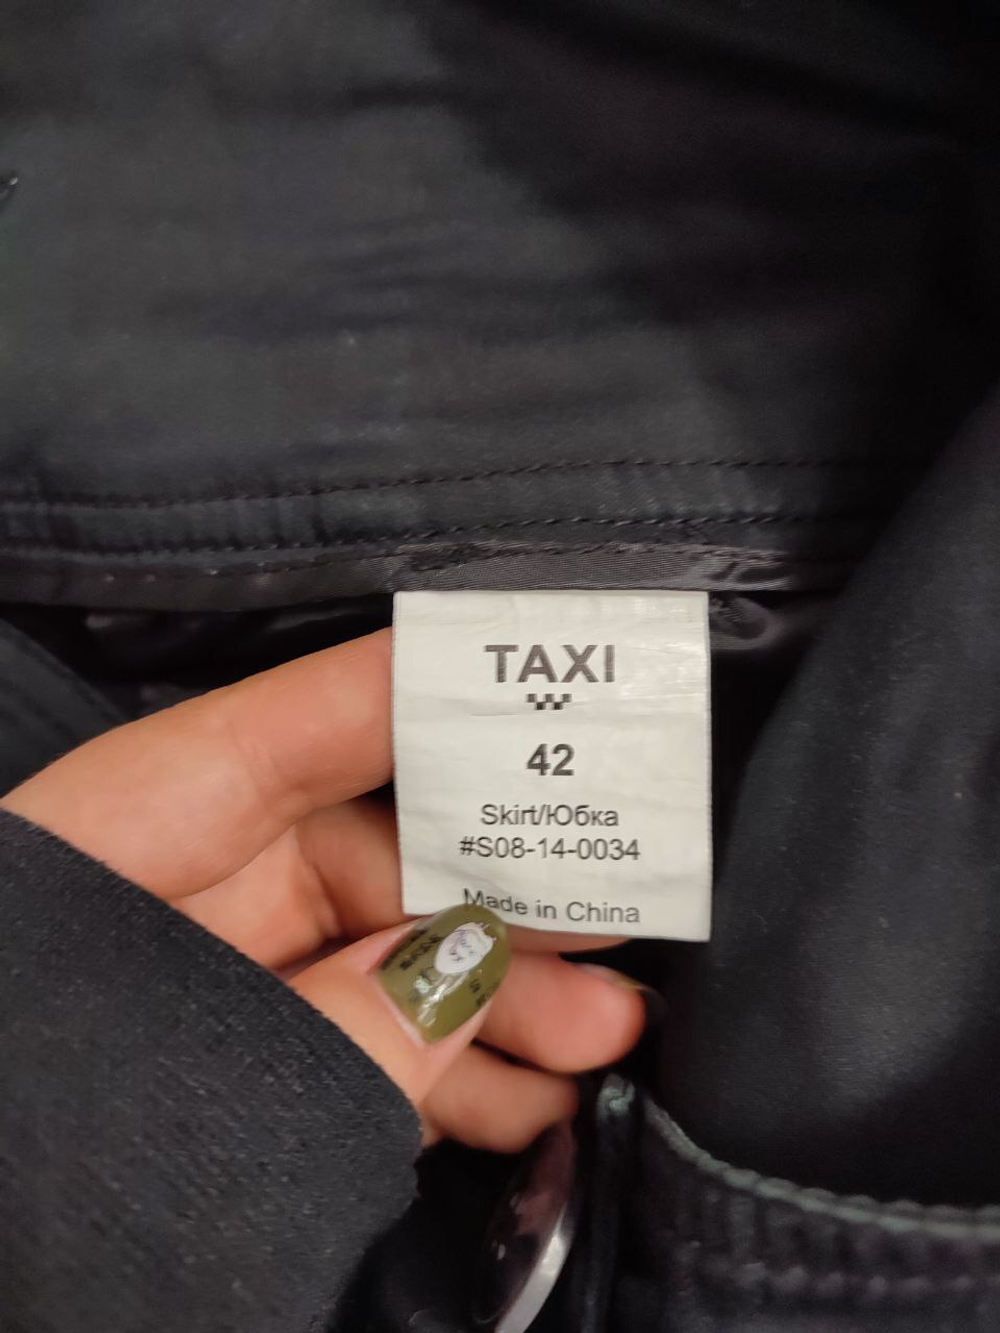 TAXI
42
Skirt/Юбка
#S08-14-0034
Made in China